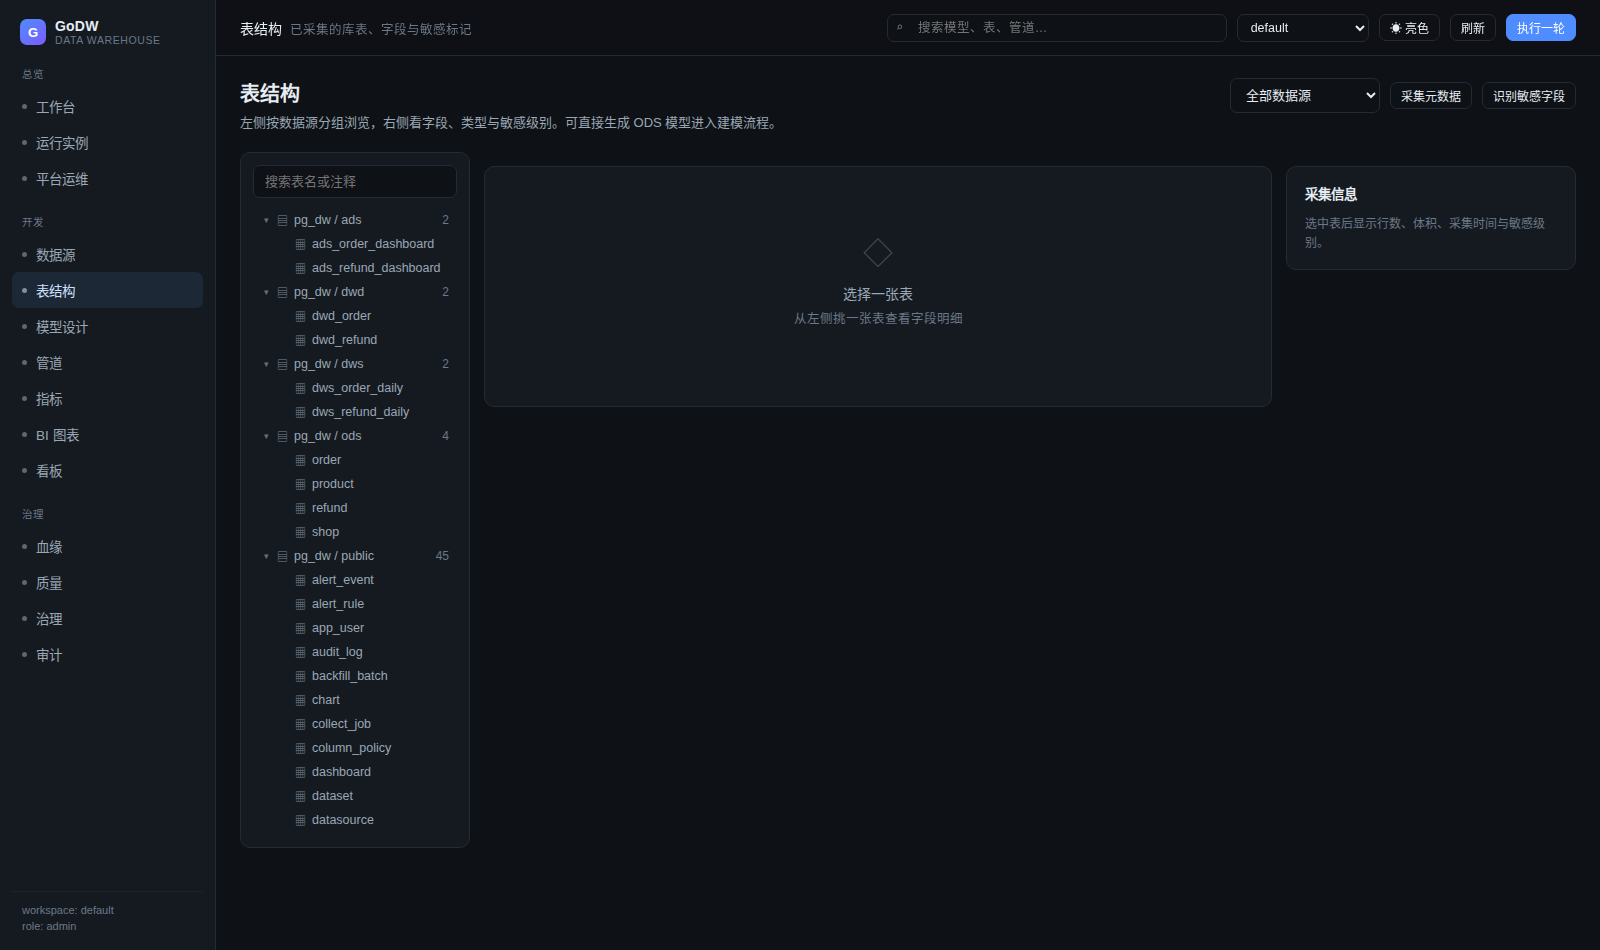 G
GoDW
DATA WAREHOUSE
总览
工作台
运行实例
平台运维
开发
数据源
表结构
模型设计
管道
指标
BI 图表
看板
治理
血缘
质量
治理
审计
workspace: default
role: admin
表结构 已采集的库表、字段与敏感标记
搜索模型、表、管道...
default
亮色
刷新
执行一轮
表结构
左侧按数据源分组浏览，右侧看字段、类型与敏感级别。可直接生成 ODS 模型进入建模流程。
全部数据源
采集元数据
识别敏感字段
搜索表名或注释
pg_dw / ads 2
ads_order_dashboard
ads_refund_dashboard
pg_dw / dwd 2
dwd_order
dwd_refund
pg_dw / dws 2
dws_order_daily
dws_refund_daily
pg_dw / ods 4
order
product
refund
shop
pg_dw / public 45
alert_event
alert_rule
app_user
audit_log
backfill_batch
chart
collect_job
column_policy
dashboard
dataset
datasource
选择一张表
从左侧挑一张表查看字段明细
采集信息
选中表后显示行数、体积、采集时间与敏感级
别。